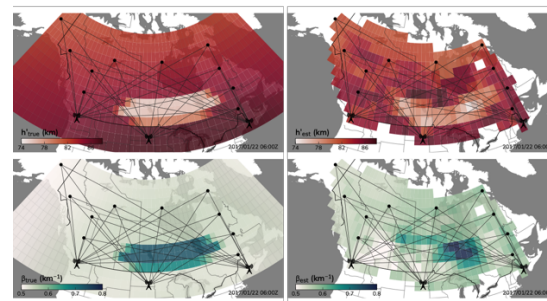 h'true (km)
74 78 82 86
2017/01/22 06:00Z
h'est (km)
74 78 82 86
2017/01/22 06:00Z
βtrue (km⁻¹)
0.5 0.6 0.7 0.8
2017/01/22 06:00Z
βest (km⁻¹)
0.5 0.6 0.7 0.8
2017/01/22 06:00Z